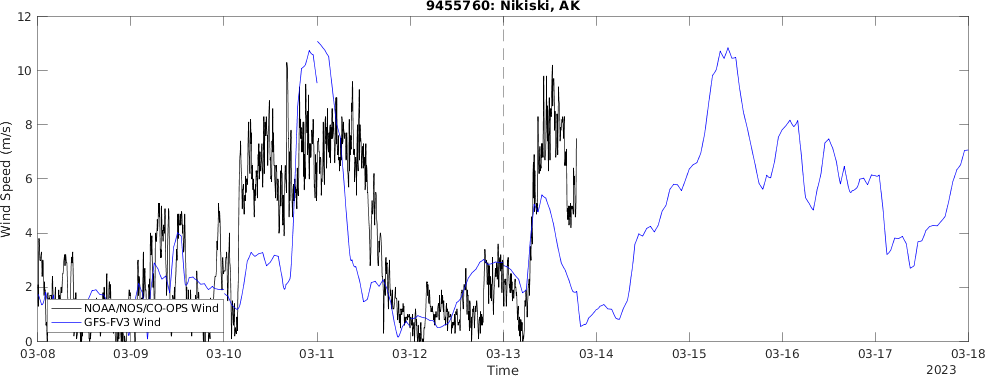 9455760: Nikiski, AK
Wind Speed (m/s)
12
10
8
6
4
2
0
NOAA/NOS/CO-OPS Wind
GFS-FV3 Wind
03-08 03-09 03-10 03-11 03-12 03-13 03-14 03-15 03-16 03-17 03-18
Time
2023